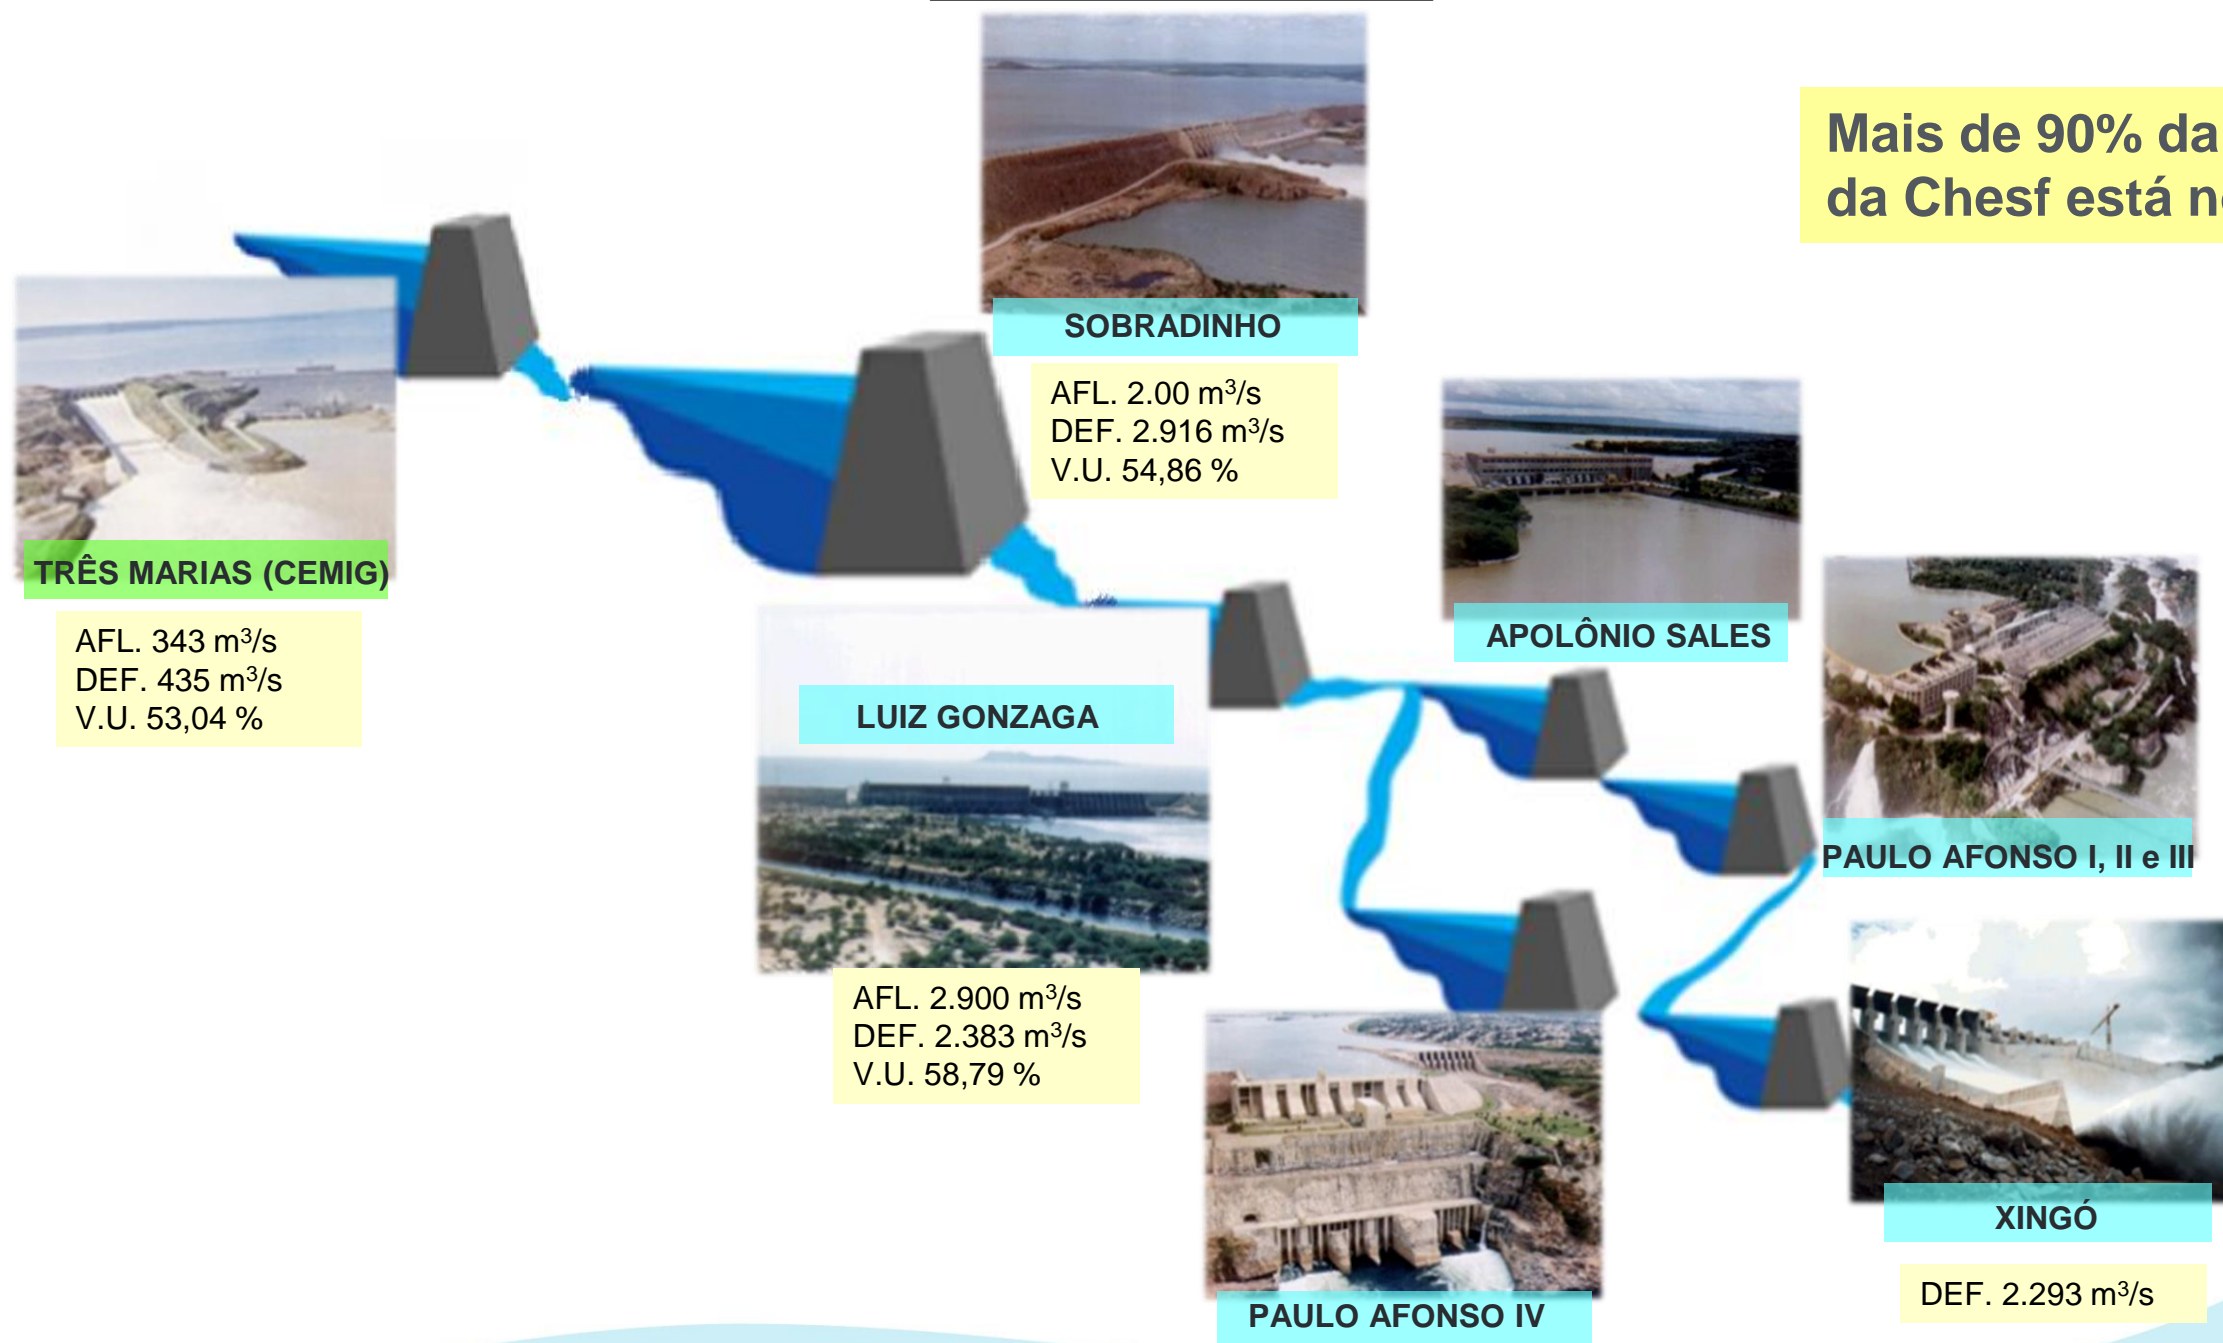 Mais de 90% da
da Chesf está
SOBRADINHO
AFL. 2.00 m³/s
DEF. 2.916 m³/s
V.U. 54,86 %
TRÊS MARIAS (CEMIG)
AFL. 343 m³/s
DEF. 435 m³/s
V.U. 53,04 %
APOLÔNIO SALES
LUIZ GONZAGA
AFL. 2.900 m³/s
DEF. 2.383 m³/s
V.U. 58,79 %
PAULO AFONSO I, II e III
PAULO AFONSO IV
XINGÓ
DEF. 2.293 m³/s